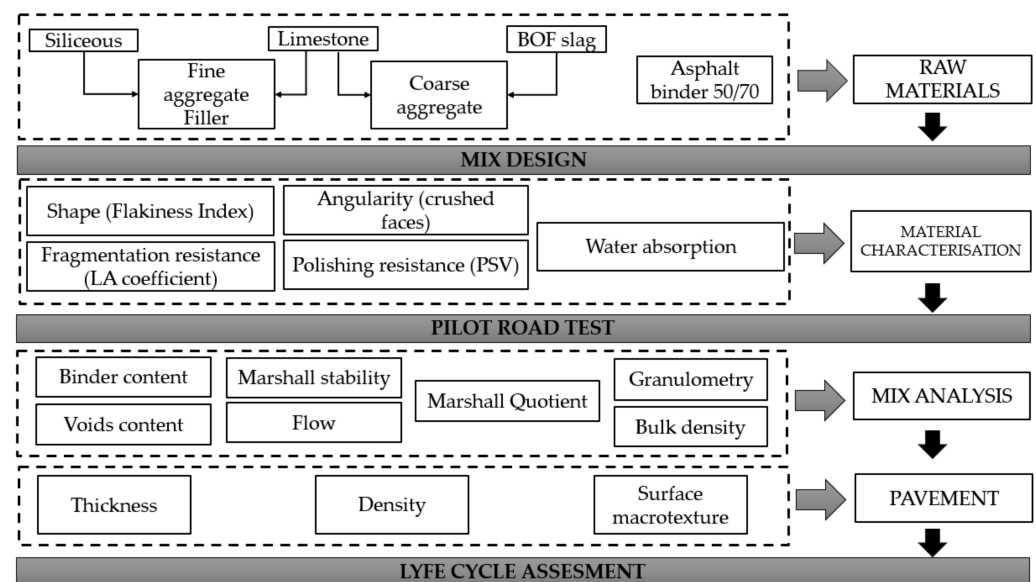 Siliceous
Limestone
BOF slag
Fine
aggregate
Filler
Coarse
aggregate
Asphalt
binder 50/70
RAW
MATERIALS
MIX DESIGN
Shape (Flakiness Index)
Angularity (crushed
faces)
Fragmentation resistance
(LA coefficient)
Polishing resistance (PSV)
Water absorption
MATERIAL
CHARACTERISATION
PILOT ROAD TEST
Binder content
Marshall stability
Marshall Quotient
Granulometry
Voids content
Flow
Bulk density
MIX ANALYSIS
Thickness
Density
Surface
macrotexture
PAVEMENT
LYFE CYCLE ASSESMENT